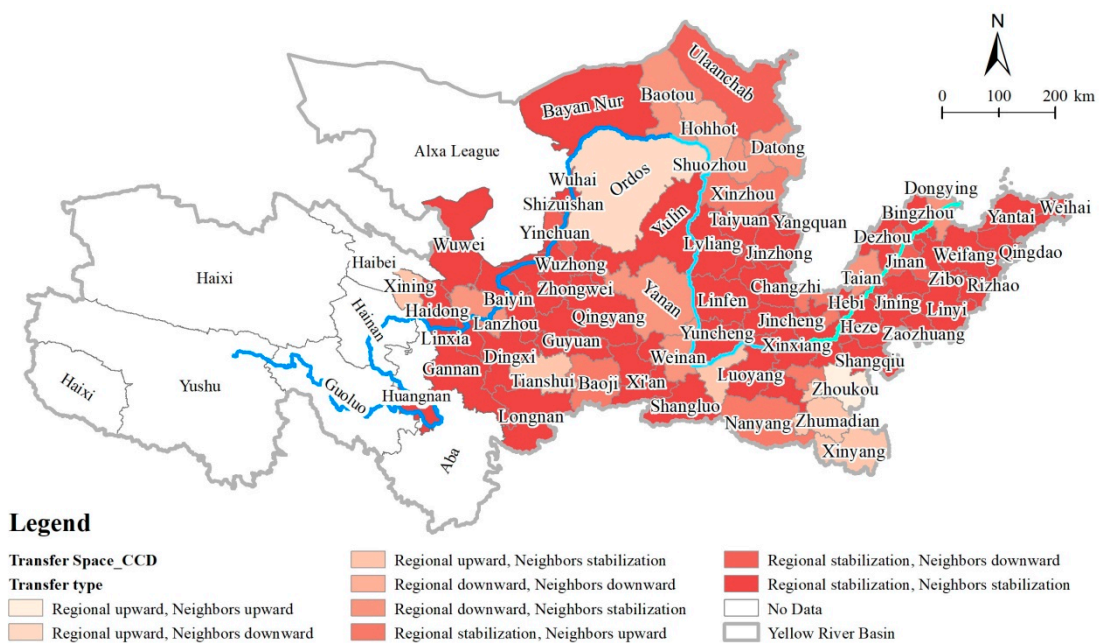 N
0 100 200 km
Ulaanchab
Baotou
Bayan Nur
Hohhot
Datong
Alxa League
Shuozhou
Ordos
Wuhai
Xinzhou
Dongying
Shizuishan
Yulin
Taiyuan Yangquan
Bingzhou
Yantai Weihai
Yinchuan
Dezhou
Wuwei
Lyliang
Weifang Qingdao
Jinan
Haibei
Wuzhong
Jinzhong
Taian
Zibo
Haixi
Xining
Zhongwei
Yanan
Changzhi
Rizhao
Baiyin
Linfen
Hebi Jining
Haidong
Linyi
Hainan
Lanzhou
Qingyang
Jincheng
Heze
Linxia
Yuncheng
Zaozhuang
Guyuan
Xinxiang
Dingxi
Weinan
Shangqiu
Gannan
Luoyang
Haixi
Yushu
Tianshui
Baoji
Xi'an
Zhoukou
Guoluo
Huangnan
Longnan
Shangluo
Nanyang
Zhumadian
Aba
Xinyang
Legend
Transfer Space_CCD
Transfer type
Regional upward, Neighbors upward
Regional upward, Neighbors downward
Regional upward, Neighbors stabilization
Regional downward, Neighbors downward
Regional downward, Neighbors stabilization
Regional stabilization, Neighbors upward
Regional stabilization, Neighbors downward
Regional stabilization, Neighbors stabilization
No Data
Yellow River Basin